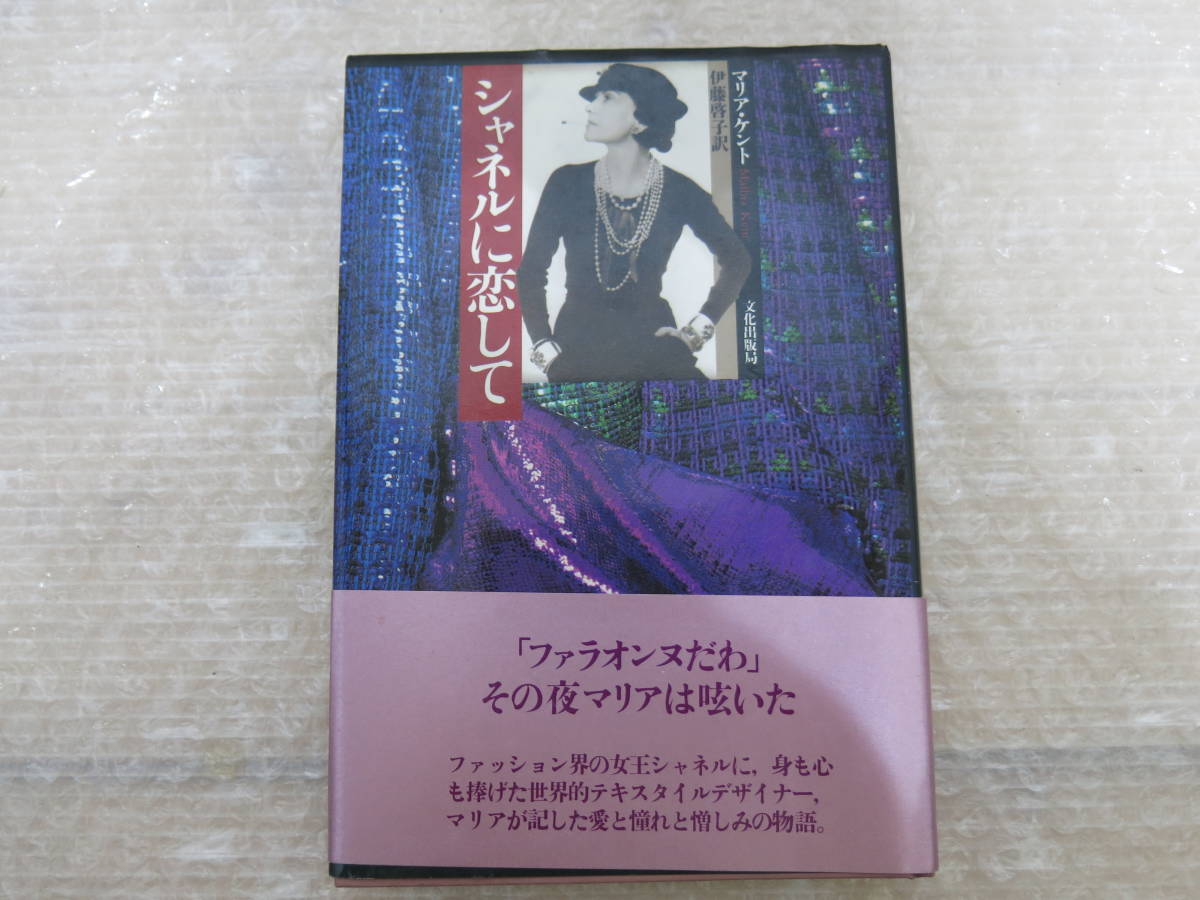 シャネルに恋して
マリア・ケント
伊藤啓子訳
文化出版局
「ファラオンヌだわ」
その夜マリアは呟いた
ファッション界の女王シャネルに，身も心
も捧げた世界的テキスタイルデザイナー，
マリアが記した愛と憧れと憎しみの物語。